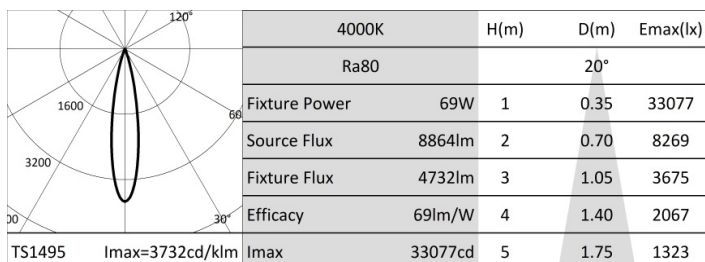 120°
1600
60
3200
00
30°
TS1495 Imax=3732cd/klm
4000K H(m) D(m) Emax(lx)
Ra80 20°
Fixture Power 69W 1 0.35 33077
Source Flux 8864lm 2 0.70 8269
Fixture Flux 4732lm 3 1.05 3675
Efficacy 69lm/W 4 1.40 2067
Imax 33077cd 5 1.75 1323